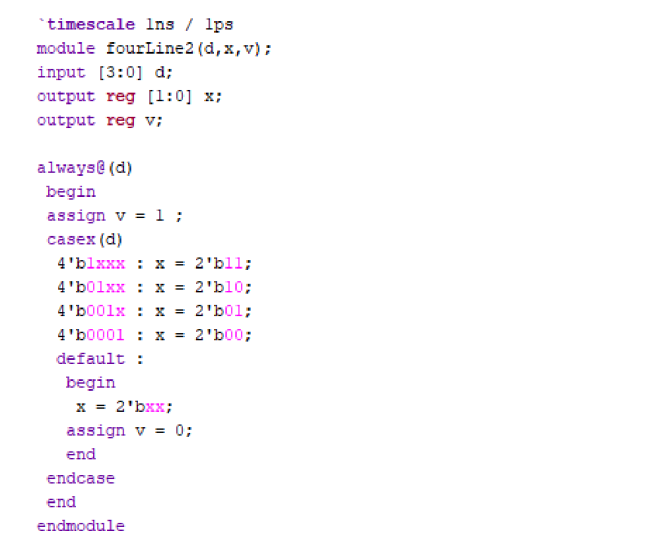 `timescale 1ns / 1ps
module fourLine2(d,x,v);
input [3:0] d;
output reg [1:0] x;
output reg v;
always@(d)
begin
assign v = 1 ;
casex(d)
4'b1xxx : x = 2'b11;
4'b01xx : x = 2'b10;
4'b001x : x = 2'b01;
4'b0001 : x = 2'b00;
default :
begin
x = 2'bxx;
assign v = 0;
end
endcase
end
endmodule